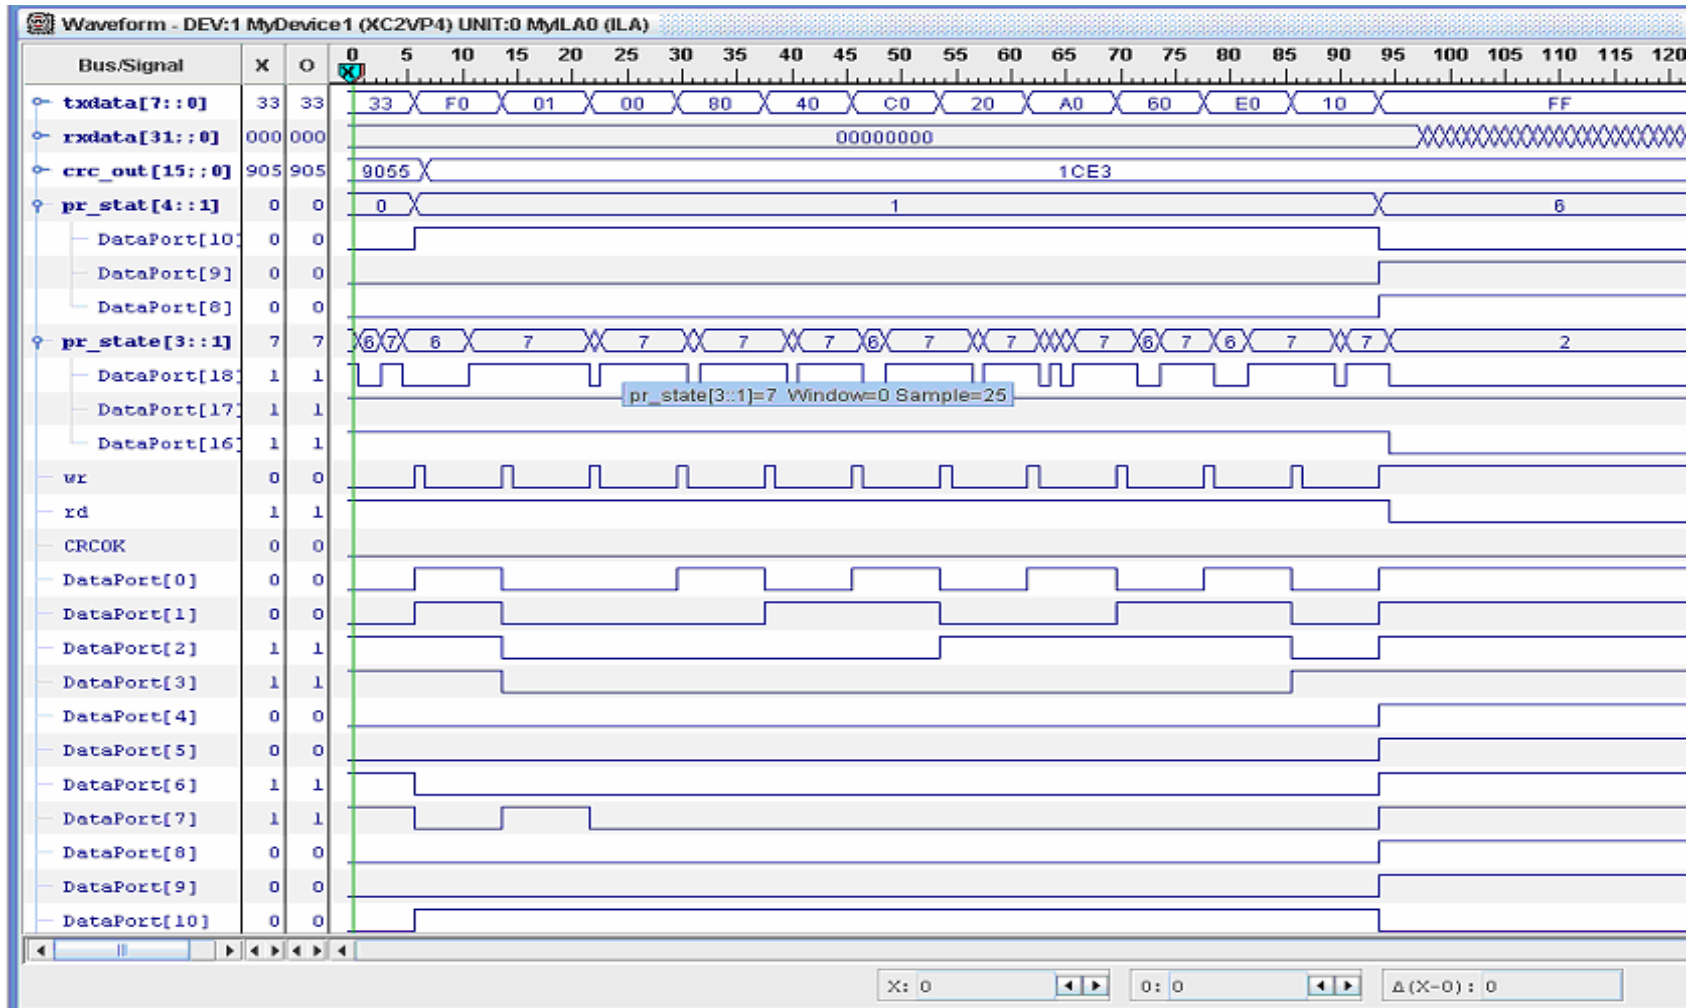 Waveform - DEV:1 MyDevice1 (XC2VP4) UNIT:0 MyILA0 (ILA)
Bus/Signal X O 0 5 10 15 20 25 30 35 40 45 50 55 60 65 70 75 80 85 90 95 100 105 110 115 120
txdata[7::0] 33 33 33 F0 01 00 80 40 C0 20 A0 60 E0 10 FF
rxdata[31::0] 000 000 00000000
crc_out[15::0] 905 905 9055 1CE3
pr_stat[4::1] 0 0 0 1 6
DataPort[10] 0 0
DataPort[9] 0 0
DataPort[8] 0 0
pr_state[3::1] 7 7 6 7 6 7 7 7 7 6 7 7 7 6 7 6 7 7 2
DataPort[18] 1 1
pr_state[3::1]=7 Window=0 Sample=25
DataPort[17] 1 1
DataPort[16] 1 1
wr 0 0
rd 1 1
CRCOK 0 0
DataPort[0] 0 0
DataPort[1] 0 0
DataPort[2] 1 1
DataPort[3] 1 1
DataPort[4] 0 0
DataPort[5] 0 0
DataPort[6] 1 1
DataPort[7] 1 1
DataPort[8] 0 0
DataPort[9] 0 0
DataPort[10] 0 0
X: 0 O: 0 Δ(X-O): 0